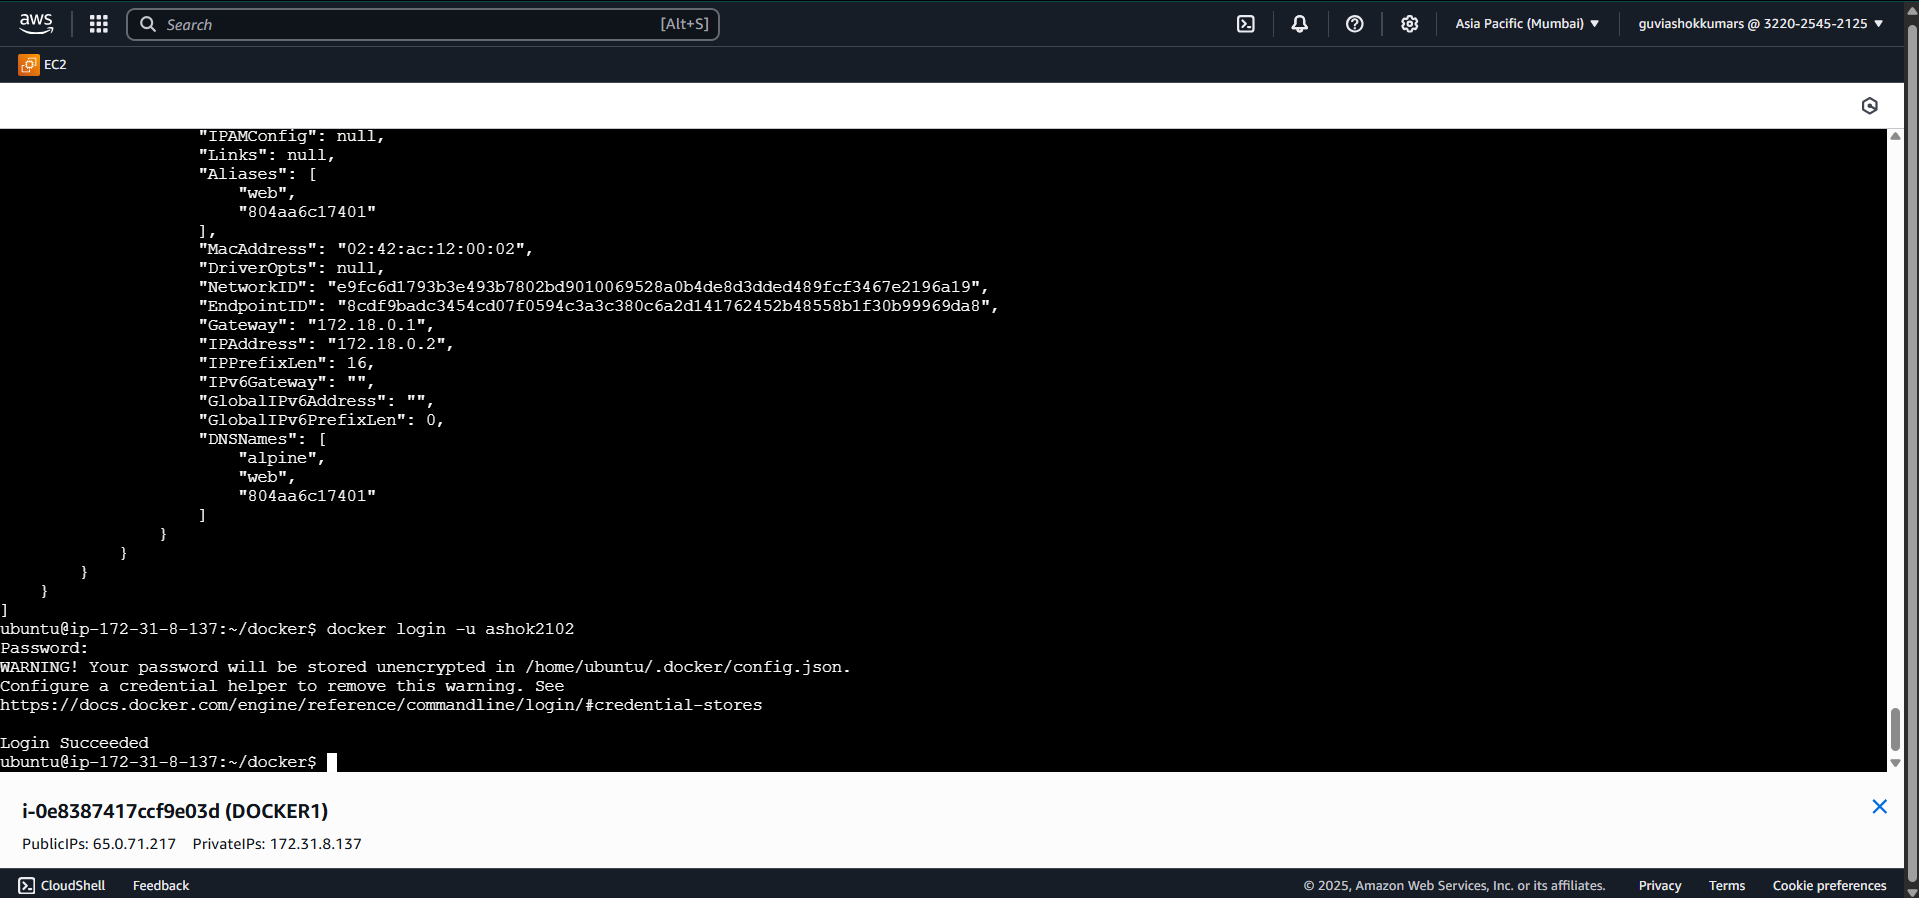 aws
Search [Alt+S]
Asia Pacific (Mumbai)
guviashokkumars @ 3220-2545-2125
EC2
"IPAMConfig": null,
"Links": null,
"Aliases": [
"web",
"804aa6c17401"
],
"MacAddress": "02:42:ac:12:00:02",
"DriverOpts": null,
"NetworkID": "e9fc6d1793b3e493b7802bd9010069528a0b4de8d3dded489fcf3467e2196a19",
"EndpointID": "8cdf9badc3454cd07f0594c3a3c380c6a2d141762452b48558b1f30b99969da8",
"Gateway": "172.18.0.1",
"IPAddress": "172.18.0.2",
"IPPrefixLen": 16,
"IPv6Gateway": "",
"GlobalIPv6Address": "",
"GlobalIPv6PrefixLen": 0,
"DNSNames": [
"alpine",
"web",
"804aa6c17401"
]
}
}
}
}
]
ubuntu@ip-172-31-8-137:~/docker$ docker login -u ashok2102
Password:
WARNING! Your password will be stored unencrypted in /home/ubuntu/.docker/config.json.
Configure a credential helper to remove this warning. See
https://docs.docker.com/engine/reference/commandline/login/#credential-stores
Login Succeeded
ubuntu@ip-172-31-8-137:~/docker$
i-0e8387417ccf9e03d (DOCKER1)
PublicIPs: 65.0.71.217 PrivateIPs: 172.31.8.137
CloudShell Feedback © 2025, Amazon Web Services, Inc. or its affiliates. Privacy Terms Cookie preferences